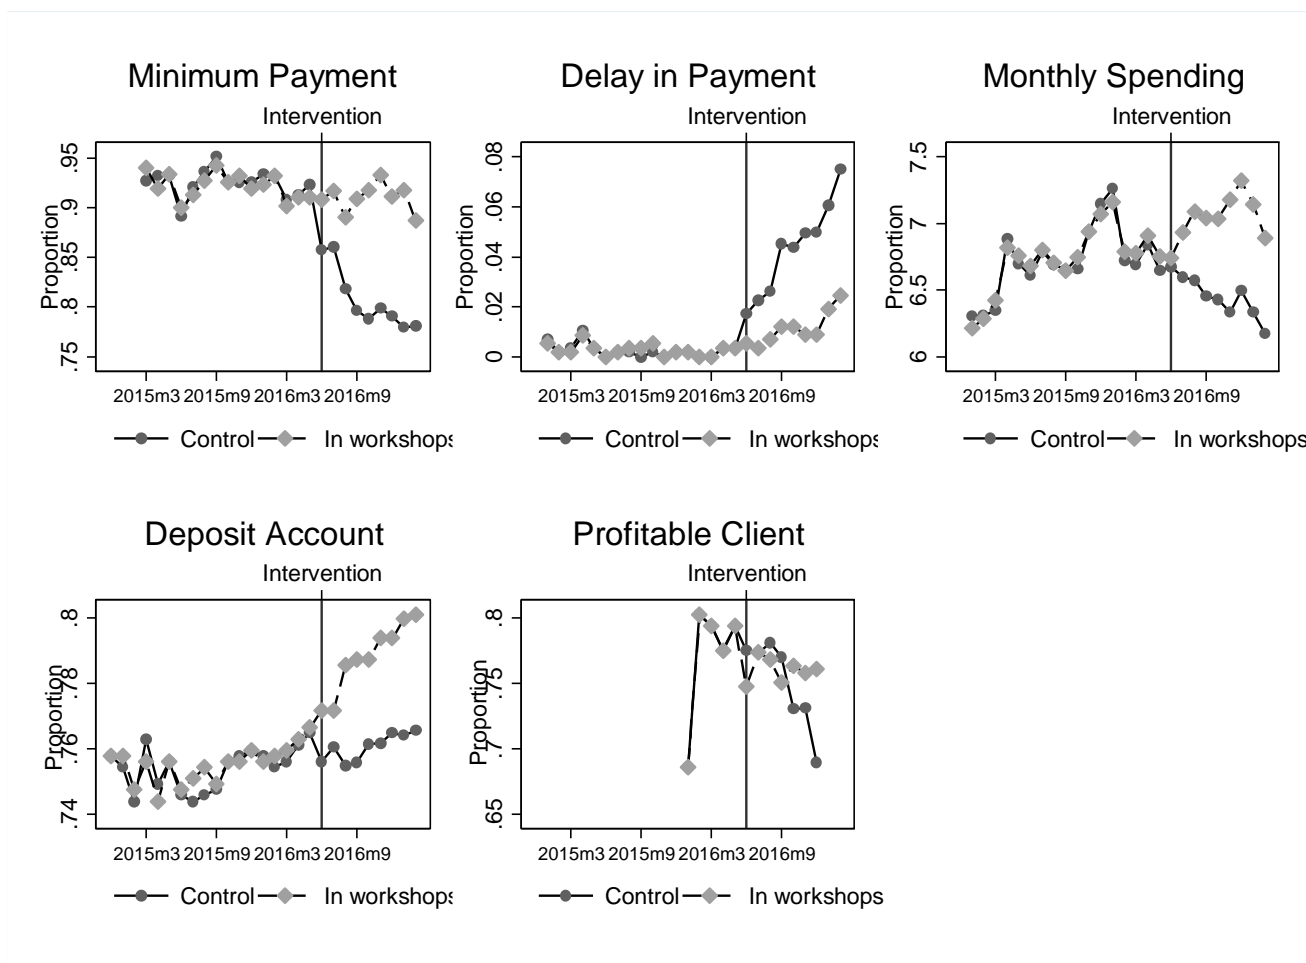 Minimum Payment
Intervention
Proportion
.95
.9
.85
.8
.75
2015m3 2015m9 2016m3 2016m9
Control In workshops
Delay in Payment
Intervention
Proportion
.08
.06
.04
.02
0
2015m3 2015m9 2016m3 2016m9
Control In workshops
Monthly Spending
Intervention
Proportion
7.5
7
6.5
6
2015m3 2015m9 2016m3 2016m9
Control In workshops
Deposit Account
Intervention
Proportion
.8
.78
.76
.74
2015m3 2015m9 2016m3 2016m9
Control In workshops
Profitable Client
Intervention
Proportion
.8
.75
.7
.65
2015m3 2015m9 2016m3 2016m9
Control In workshops